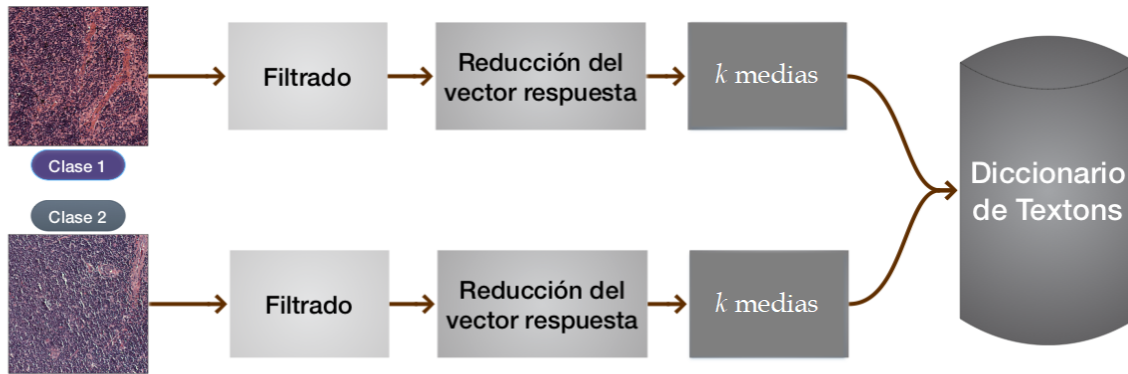 Filtrado
Reducción del
vector respuesta
k medias
Clase 1
Clase 2
Filtrado
Reducción del
vector respuesta
k medias
Diccionario
de Textons